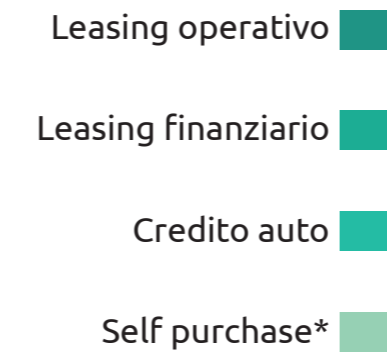 Leasing operativo
Leasing finanziario
Credito auto
Self purchase*